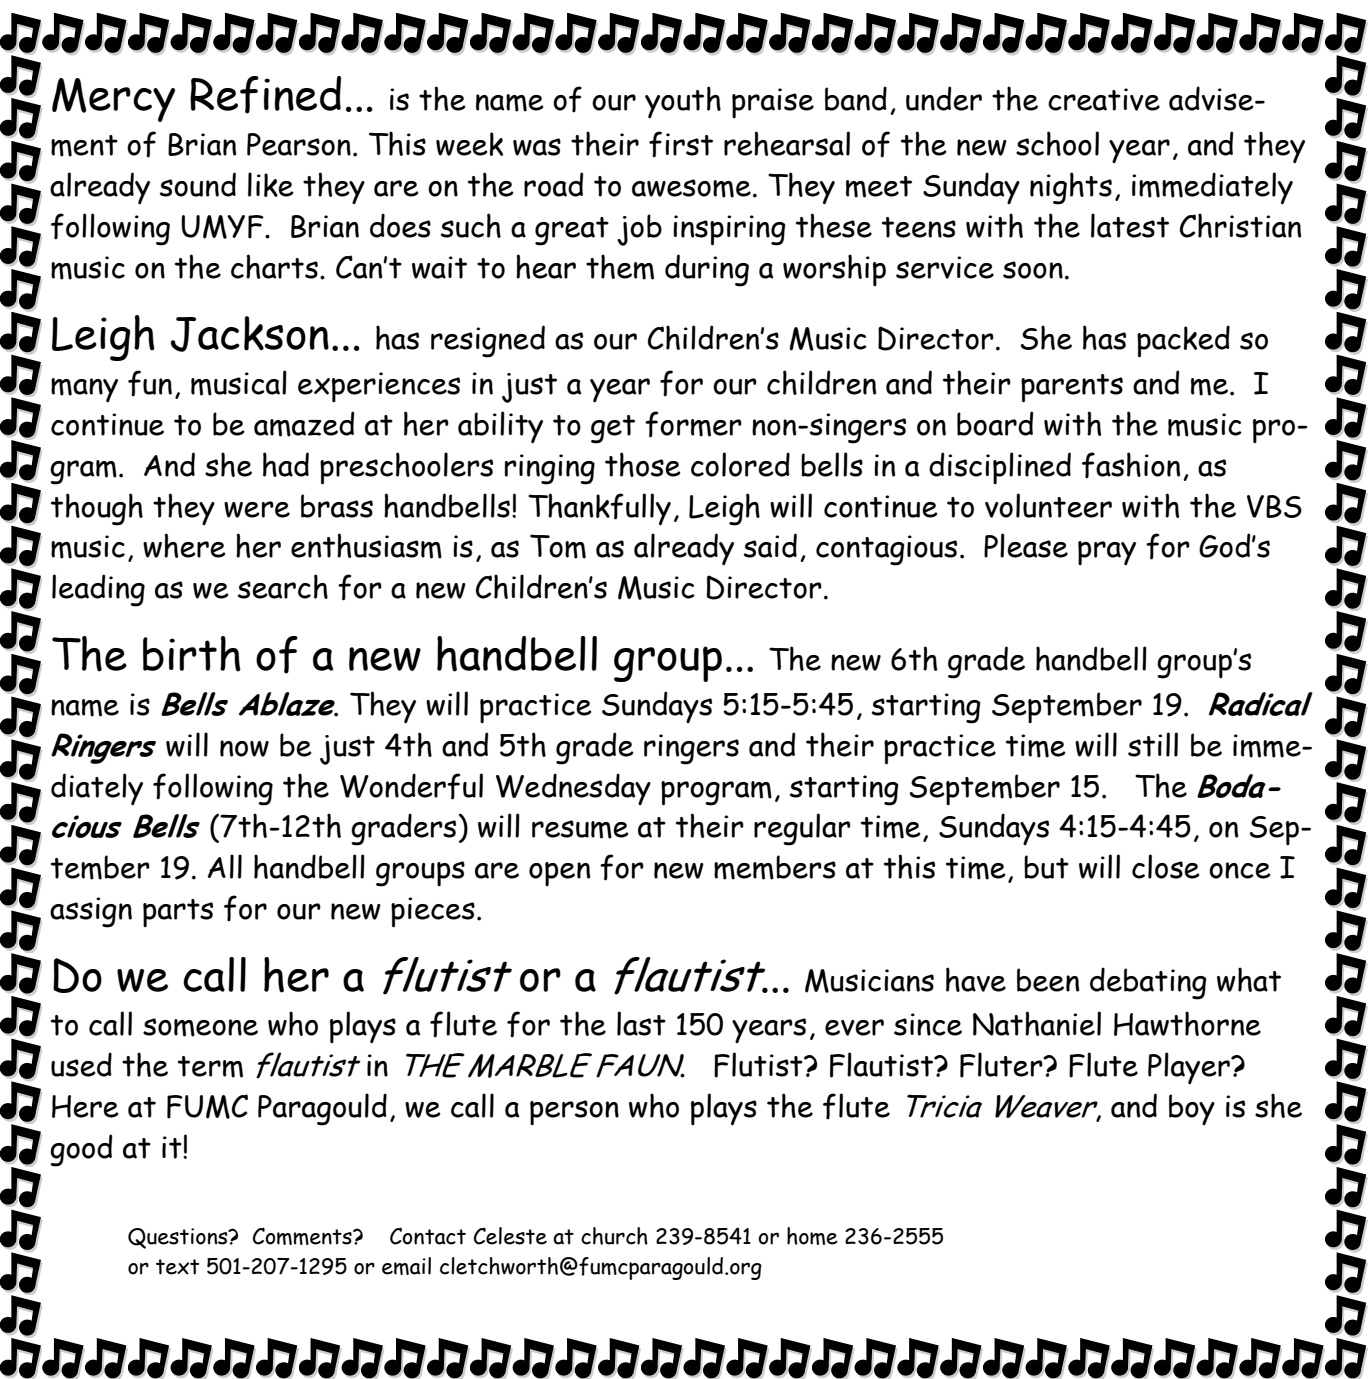 Mercy Refined... is the name of our youth praise band, under the creative advise-
ment of Brian Pearson. This week was their first rehearsal of the new school year, and they
already sound like they are on the road to awesome. They meet Sunday nights, immediately
following UMYF.  Brian does such a great job inspiring these teens with the latest Christian
music on the charts. Can't wait to hear them during a worship service soon.
Leigh Jackson... has resigned as our Children's Music Director.  She has packed so
many fun, musical experiences in just a year for our children and their parents and me.  I
continue to be amazed at her ability to get former non-singers on board with the music pro-
gram.  And she had preschoolers ringing those colored bells in a disciplined fashion, as
though they were brass handbells! Thankfully, Leigh will continue to volunteer with the VBS
music, where her enthusiasm is, as Tom as already said, contagious.  Please pray for God's
leading as we search for a new Children's Music Director.
The birth of a new handbell group... The new 6th grade handbell group's
name is Bells Ablaze. They will practice Sundays 5:15-5:45, starting September 19.  Radical
Ringers will now be just 4th and 5th grade ringers and their practice time will still be imme-
diately following the Wonderful Wednesday program, starting September 15.   The Boda-
cious Bells (7th-12th graders) will resume at their regular time, Sundays 4:15-4:45, on Sep-
tember 19. All handbell groups are open for new members at this time, but will close once I
assign parts for our new pieces.
Do we call her a flutist or a flautist... Musicians have been debating what
to call someone who plays a flute for the last 150 years, ever since Nathaniel Hawthorne
used the term flautist in THE MARBLE FAUN.   Flutist? Flautist? Fluter? Flute Player?
Here at FUMC Paragould, we call a person who plays the flute Tricia Weaver, and boy is she
good at it!
Questions?  Comments?    Contact Celeste at church 239-8541 or home 236-2555
or text 501-207-1295 or email cletchworth@fumcparagould.org